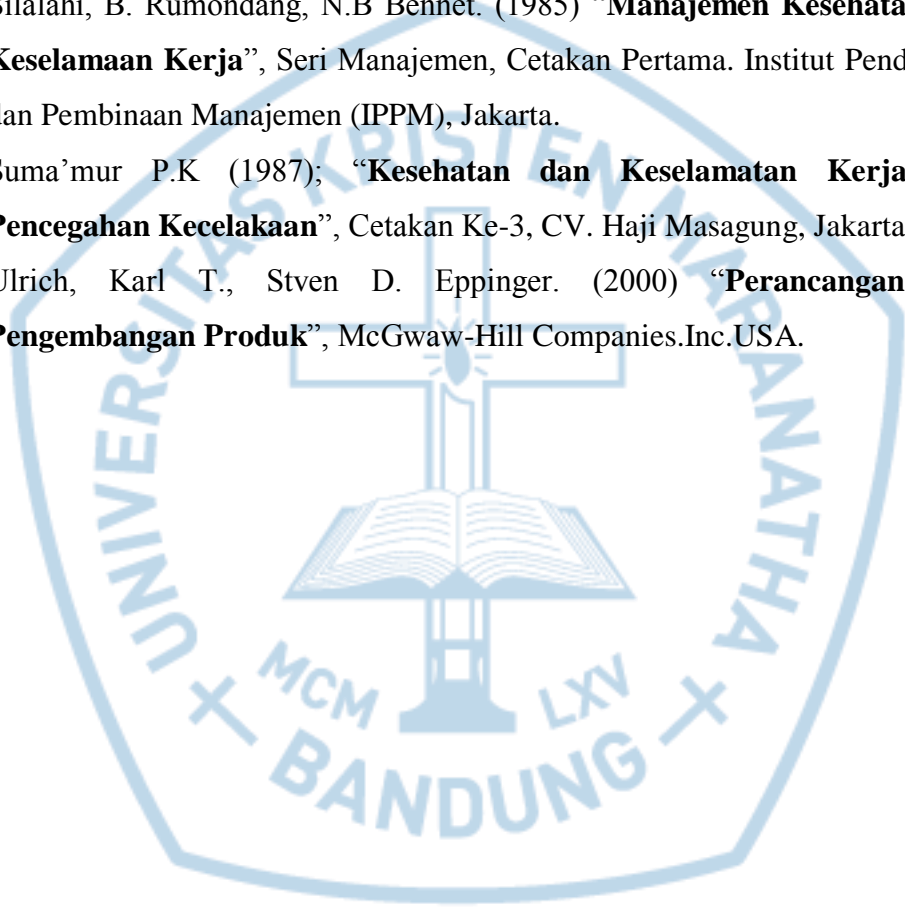 Silalahi, B. Rumondang, N.B Bennet. (1985) “Manajemen Kesehata
Keselamaan Kerja”, Seri Manajemen, Cetakan Pertama. Institut Pend
dan Pembinaan Manajemen (IPPM), Jakarta.
Suma’mur P.K (1987); “Kesehatan dan Keselamatan Kerja
Pencegahan Kecelakaan”, Cetakan Ke-3, CV. Haji Masagung, Jakarta
Ulrich, Karl T., Stven D. Eppinger. (2000) “Perancangan
Pengembangan Produk”, McGwaw-Hill Companies.Inc.USA.
UNIVERSITAS KRISTEN MARANATHA
MCM LXV
BANDUNG